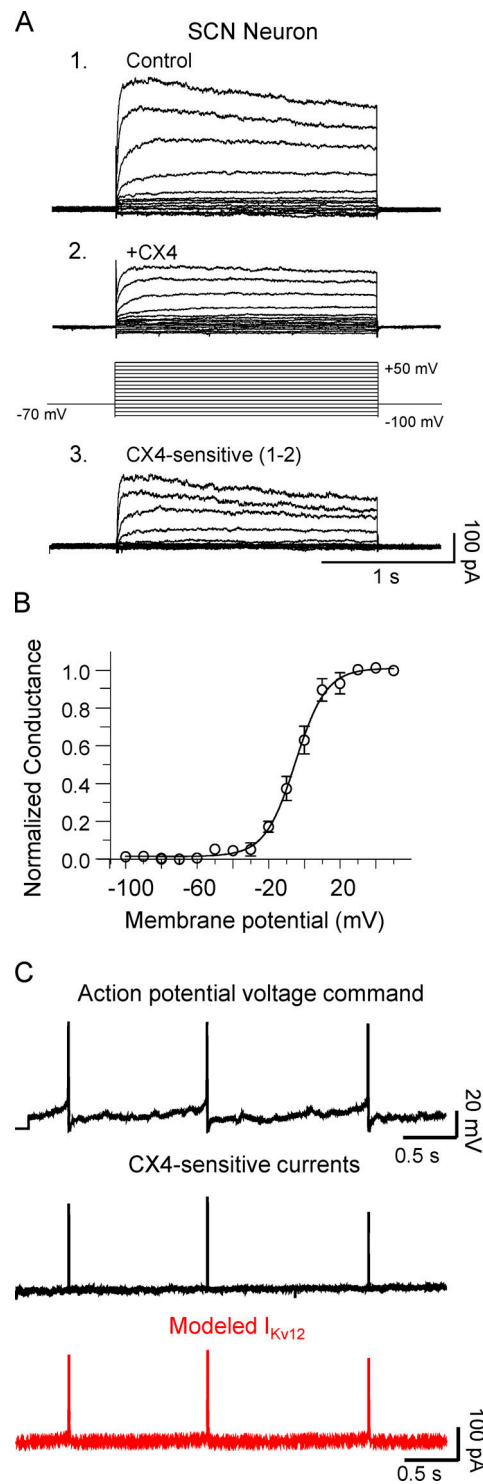 A
SCN Neuron
1. Control
2. +CX4
+50 mV
-70 mV
-100 mV
3. CX4-sensitive (1-2)
100 pA
1 s
B
Normalized Conductance
1.0
0.8
0.6
0.4
0.2
0.0
-100 -60 -20 20
Membrane potential (mV)
C
Action potential voltage command
20 mV
0.5 s
CX4-sensitive currents
Modeled IKv12
100 pA
0.5 s